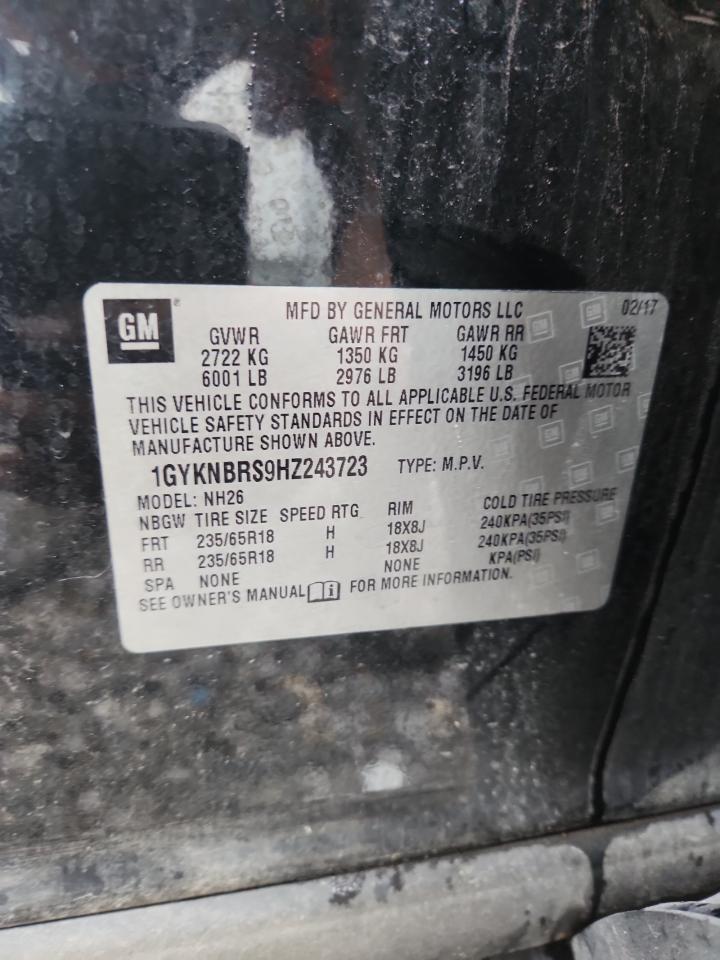 GM
MFD BY GENERAL MOTORS LLC 02/17
GVWR GAWR FRT GAWR RR
2722 KG 1350 KG 1450 KG
6001 LB 2976 LB 3196 LB
THIS VEHICLE CONFORMS TO ALL APPLICABLE U.S. FEDERAL MOTOR
VEHICLE SAFETY STANDARDS IN EFFECT ON THE DATE OF
MANUFACTURE SHOWN ABOVE.
1GYKNBRS9HZ243723 TYPE: M.P.V.
MODEL: NH26
NBGW TIRE SIZE SPEED RTG RIM COLD TIRE PRESSURE
FRT 235/65R18 H 18X8J 240KPA(35PSI)
RR 235/65R18 H 18X8J 240KPA(35PSI)
SPA NONE NONE KPA(PSI)
SEE OWNER'S MANUAL FOR MORE INFORMATION.